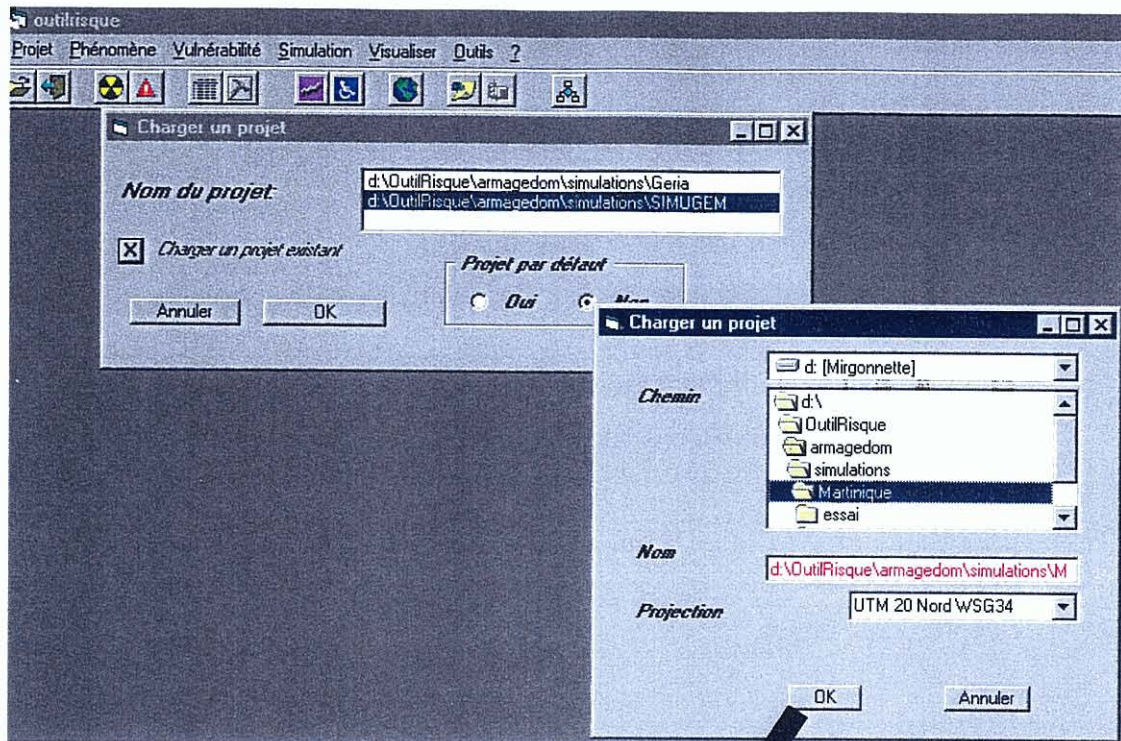 outilrisque
Projet Phénomène Vulnérabilité Simulation Visualiser Outils ?
Charger un projet
Nom du projet:
d:\OutilRisque\armagedom\simulations\Geria
d:\OutilRisque\armagedom\simulations\SIMUGEM
Charger un projet existant
Projet par défaut
Oui Non
Annuler OK
Charger un projet
Chemin
d: [Mirgonnette]
d:\
OutilRisque
armagedom
simulations
Martinique
essai
Nom
d:\OutilRisque\armagedom\simulations\M
Projection
UTM 20 Nord WSG34
OK Annuler